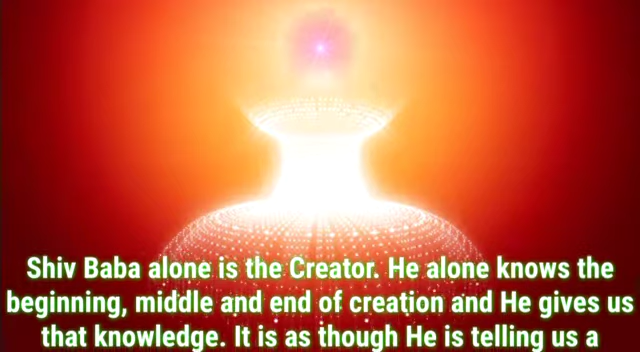 Shiv Baba alone is the Creator. He alone knows the
beginning, middle and end of creation and He gives us
that knowledge. It is as though He is telling us a